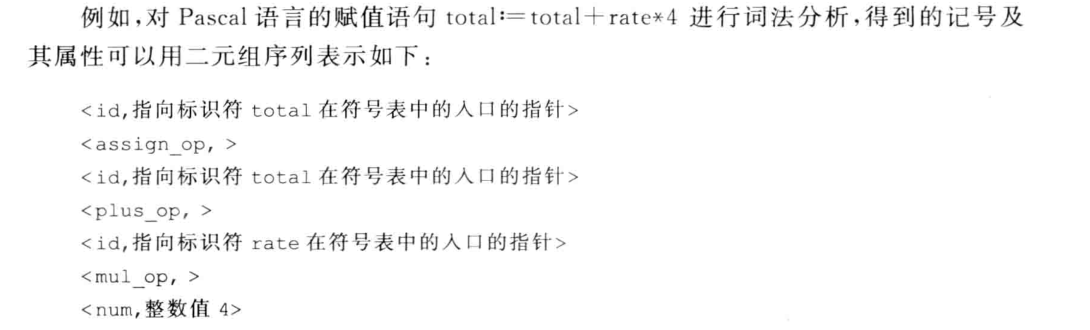 例如,对 Pascal 语言的赋值语句 total:=total+rate*4 进行词法分析,得到的记号及
其属性可以用二元组序列表示如下:
<id,指向标识符 total 在符号表中的入口的指针>
<assign_op, >
<id,指向标识符 total 在符号表中的入口的指针>
<plus_op, >
<id,指向标识符 rate 在符号表中的入口的指针>
<mul_op, >
<num,整数值 4>